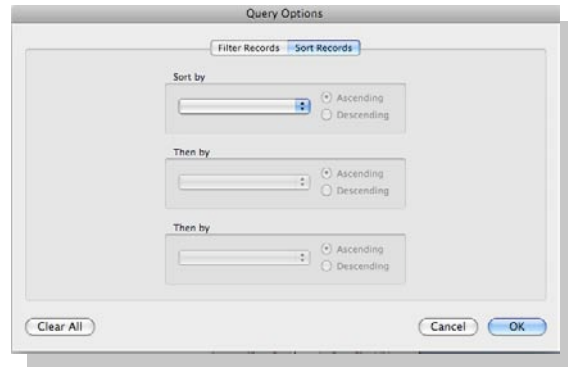 Query Options
Filter Records Sort Records
Sort by
Ascending
Descending
Then by
Ascending
Descending
Then by
Ascending
Descending
Clear All Cancel OK